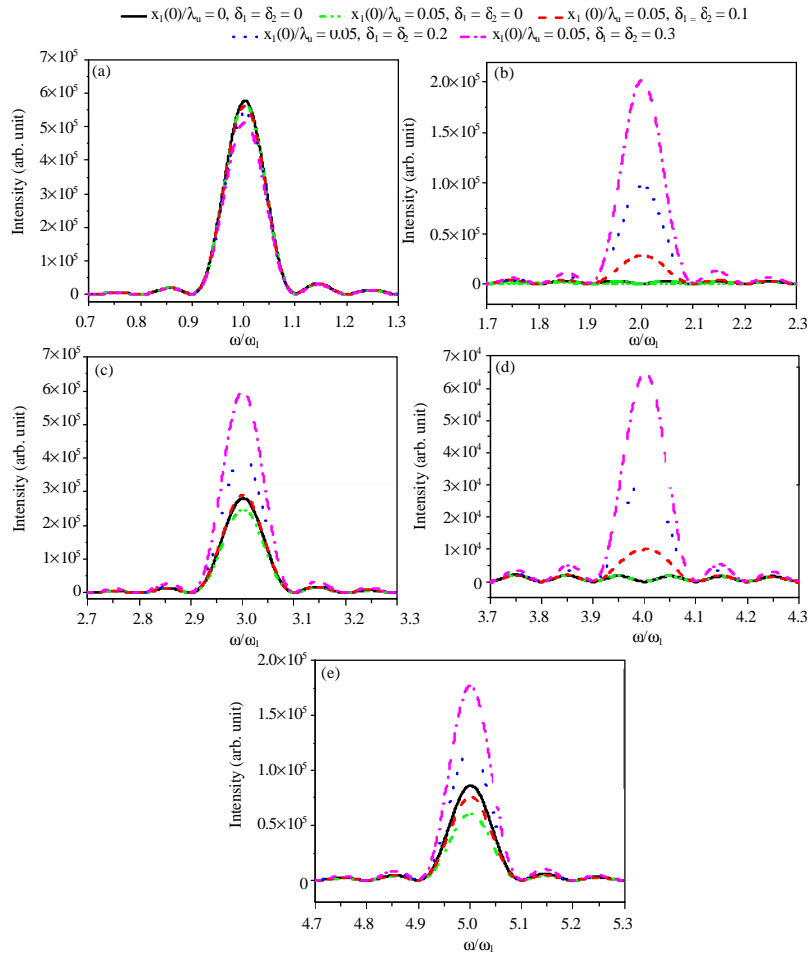 x₁(0)/λᵤ = 0, δ₁ = δ₂ = 0 x₁(0)/λᵤ = 0.05, δ₁ = δ₂ = 0 x₁(0)/λᵤ = 0.05, δ₁ = δ₂ = 0.1
x₁(0)/λᵤ = 0.05, δ₁ = δ₂ = 0.2 x₁(0)/λᵤ = 0.05, δ₁ = δ₂ = 0.3
(a)
Intensity (arb. unit)
7×10⁵
6×10⁵
5×10⁵
4×10⁵
3×10⁵
2×10⁵
1×10⁵
0
0.7 0.8 0.9 1.0 1.1 1.2 1.3
ω/ω₁
(b)
Intensity (arb. unit)
2.0×10⁵
1.5×10⁵
1.0×10⁵
0.5×10⁵
0
1.7 1.8 1.9 2.0 2.1 2.2 2.3
ω/ω₁
(c)
Intensity (arb. unit)
7×10⁵
6×10⁵
5×10⁵
4×10⁵
3×10⁵
2×10⁵
1×10⁵
0
2.7 2.8 2.9 3.0 3.1 3.2 3.3
ω/ω₁
(d)
Intensity (arb. unit)
7×10⁴
6×10⁴
5×10⁴
4×10⁴
3×10⁴
2×10⁴
1×10⁴
0
3.7 3.8 3.9 4.0 4.1 4.2 4.3
ω/ω₁
(e)
Intensity (arb. unit)
2.0×10⁵
1.5×10⁵
1.0×10⁵
0.5×10⁵
0
4.7 4.8 4.9 5.0 5.1 5.2 5.3
ω/ω₁